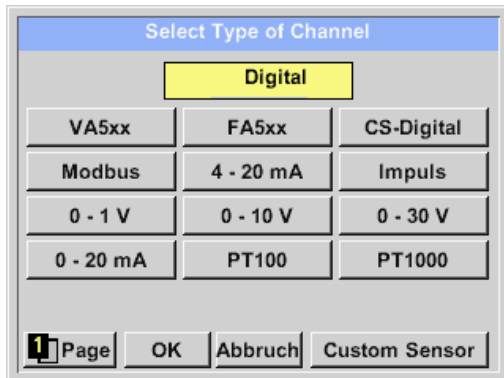 Select Type of Channel
Digital
VA5xx FA5xx CS-Digital
Modbus 4 - 20 mA Impuls
0 - 1 V 0 - 10 V 0 - 30 V
0 - 20 mA PT100 PT1000
1 Page OK Abbruch Custom Sensor